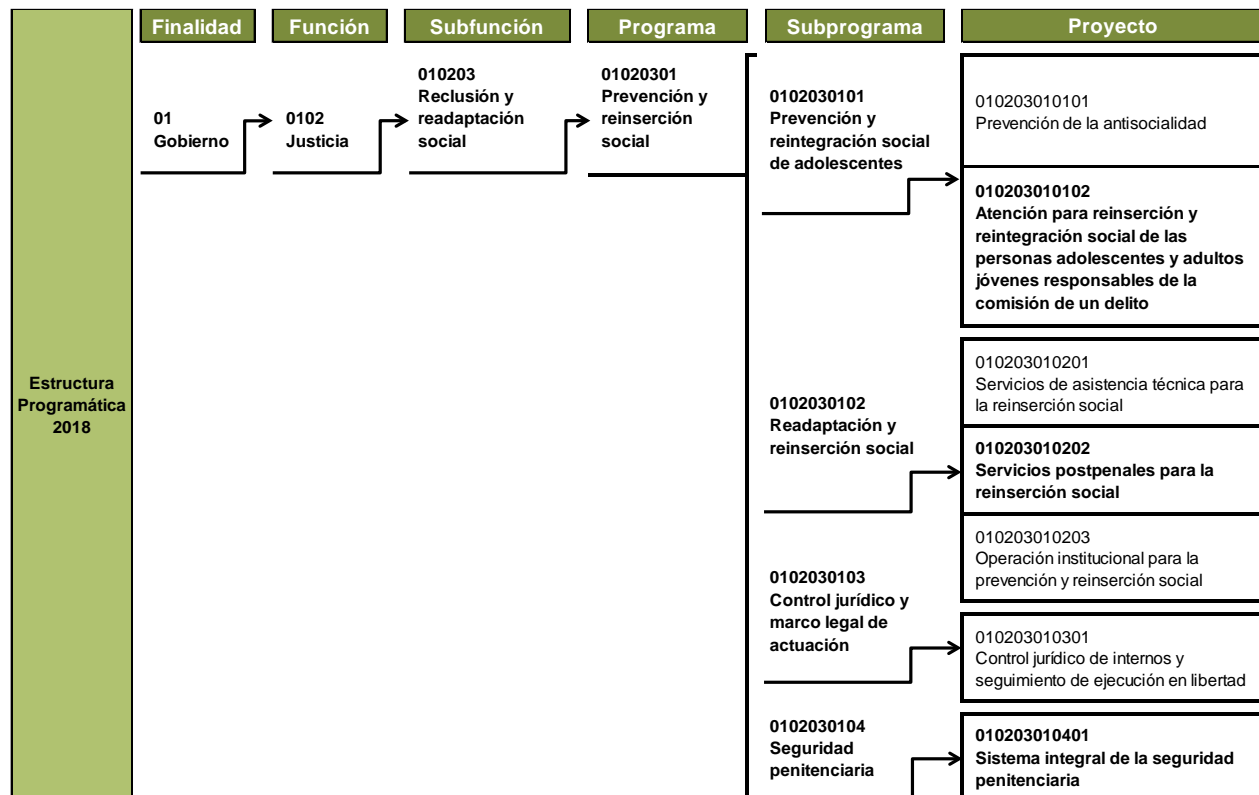 Finalidad
Función
Subfunción
Programa
Subprograma
Proyecto
Estructura
Programática
2018
01
Gobierno
0102
Justicia
010203
Reclusión y
readaptación
social
01020301
Prevención y
reinserción
social
0102030101
Prevención y
reintegración social
de adolescentes
010203010101
Prevención de la antisocialidad
010203010102
Atención para reinserción y
reintegración social de las
personas adolescentes y adultos
jóvenes responsables de la
comisión de un delito
0102030102
Readaptación y
reinserción social
010203010201
Servicios de asistencia técnica para
la reinserción social
010203010202
Servicios postpenales para la
reinserción social
010203010203
Operación institucional para la
prevención y reinserción social
0102030103
Control jurídico y
marco legal de
actuación
010203010301
Control jurídico de internos y
seguimiento de ejecución en libertad
0102030104
Seguridad
penitenciaria
010203010401
Sistema integral de la seguridad
penitenciaria